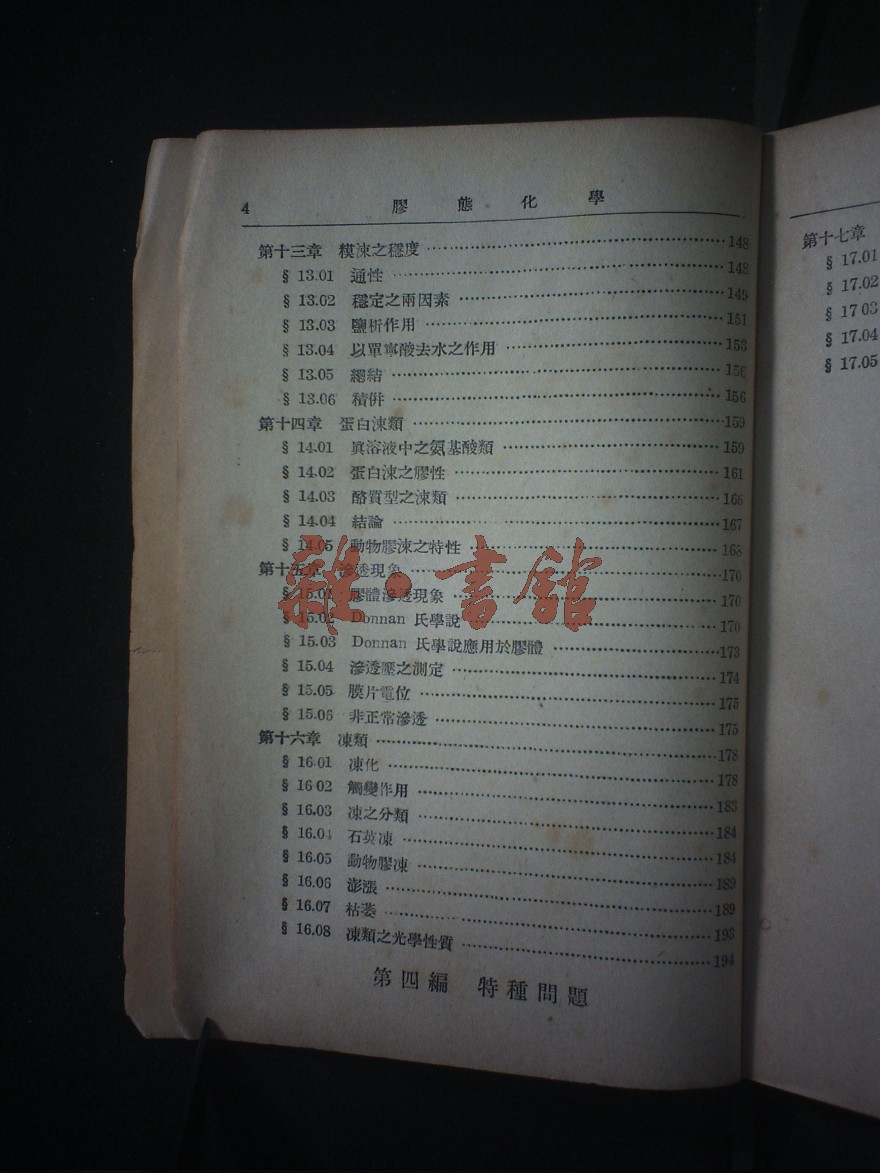 4 膠態化學
第十三章 模涑之穩度 148
§ 13.01 通性 148
§ 13.02 穩定之兩因素 149
§ 13.03 鹽析作用 151
§ 13.04 以單寧酸去水之作用 153
§ 13.05 綢結 156
§ 13.06 積併 156
第十四章 蛋白涑類 159
§ 14.01 眞溶液中之氨基酸類 159
§ 14.02 蛋白涑之膠性 161
§ 14.03 酪質型之涑類 166
§ 14.04 結論 167
§ 14.05 動物膠涑之特性 168
第十五章 滲透現象 170
§ 15.01 膠體滲透現象 170
§ 15.02 Donnan 氏學說 170
§ 15.03 Donnan 氏學說應用於膠體 173
§ 15.04 滲透壓之測定 174
§ 15.05 膜片電位 175
§ 15.06 非正常滲透 175
第十六章 凍類 178
§ 16.01 凍化 178
§ 16 02 觸變作用 183
§ 16.03 凍之分類 184
§ 16.04 石英凍 184
§ 16.05 動物膠凍 189
§ 16.06 澎漲 189
§ 16.07 枯萎 193
§ 16.08 凍類之光學性質 194
第四編 特種問題
雜·書館
第十七章
§ 17.01
§ 17.02
§ 17 03
§ 17.04
§ 17.05